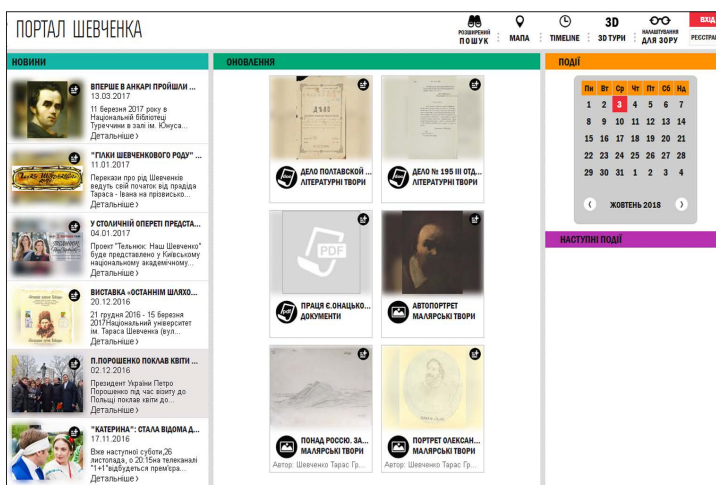 ПОРТАЛ ШЕВЧЕНКА
РОЗШИРЕНИЙ
ПОШУК
МАПА
TIMELINE
3D
3D ТУРИ
НАЛАШТУВАННЯ
ДЛЯ ЗОРУ
ВХІД
РЕЄСТРАЦ
НОВИНИ
ВПЕРШЕ В АНКАРІ ПРОЙШЛИ ...
13.03.2017
11 березня 2017 року в
Національній бібліотеці
Туреччини в залі ім. Юнуса...
Детальніше >
"ГІЛКИ ШЕВЧЕНКОВОГО РОДУ" ...
11.01.2017
Перекази про рід Шевченків
ведуть свій початок від прадіда
Тараса - Івана на прізвисько...
Детальніше >
У СТОЛИЧНІЙ ОПЕРЕТІ ПРЕДСТА...
04.01.2017
Проект "Тельнюк: Наш Шевченко"
буде представлено у Київському
національному академічному...
Детальніше >
ВИСТАВКА «ОСТАННІМ ШЛЯХО...
20.12.2016
21 грудня 2016 - 15 березня
2017Національний університет
ім. Тараса Шевченка (вул...
Детальніше >
П.ПОРОШЕНКО ПОКЛАВ КВІТИ ...
02.12.2016
Президент України Петро
Порошенко під час візиту до
Польщі поклав квіти до...
Детальніше >
"КАТЕРИНА": СТАЛА ВІДОМА Д...
17.11.2016
Вже наступної суботи,26
листопада, о 20:15на телеканалі
"1+1"відбудеться прем'єра...
Детальніше >
ОНОВЛЕННЯ
ДѢЛО
ДЕЛО ПОЛТАВСКОЙ ...
ЛІТЕРАТУРНІ ТВОРИ
ДЕЛО № 195 III ОТД...
ЛІТЕРАТУРНІ ТВОРИ
PDF
ПРАЦЯ Є.ОНАЦЬКО...
ДОКУМЕНТИ
АВТОПОРТРЕТ
МАЛЯРСЬКІ ТВОРИ
ПОНАД РОССЮ. ЗА...
МАЛЯРСЬКІ ТВОРИ
Автор: Шевченко Тарас Гр...
ПОРТРЕТ ОЛЕКСАН...
МАЛЯРСЬКІ ТВОРИ
Автор: Шевченко Тарас Гр...
ПОДІЇ
Пн Вт Ср Чт Пт Сб Нд
1 2 3 4 5 6 7
8 9 10 11 12 13 14
15 16 17 18 19 20 21
22 23 24 25 26 27 28
29 30 31 1 2 3 4
ЖОВТЕНЬ 2018
НАСТУПНІ ПОДІЇ